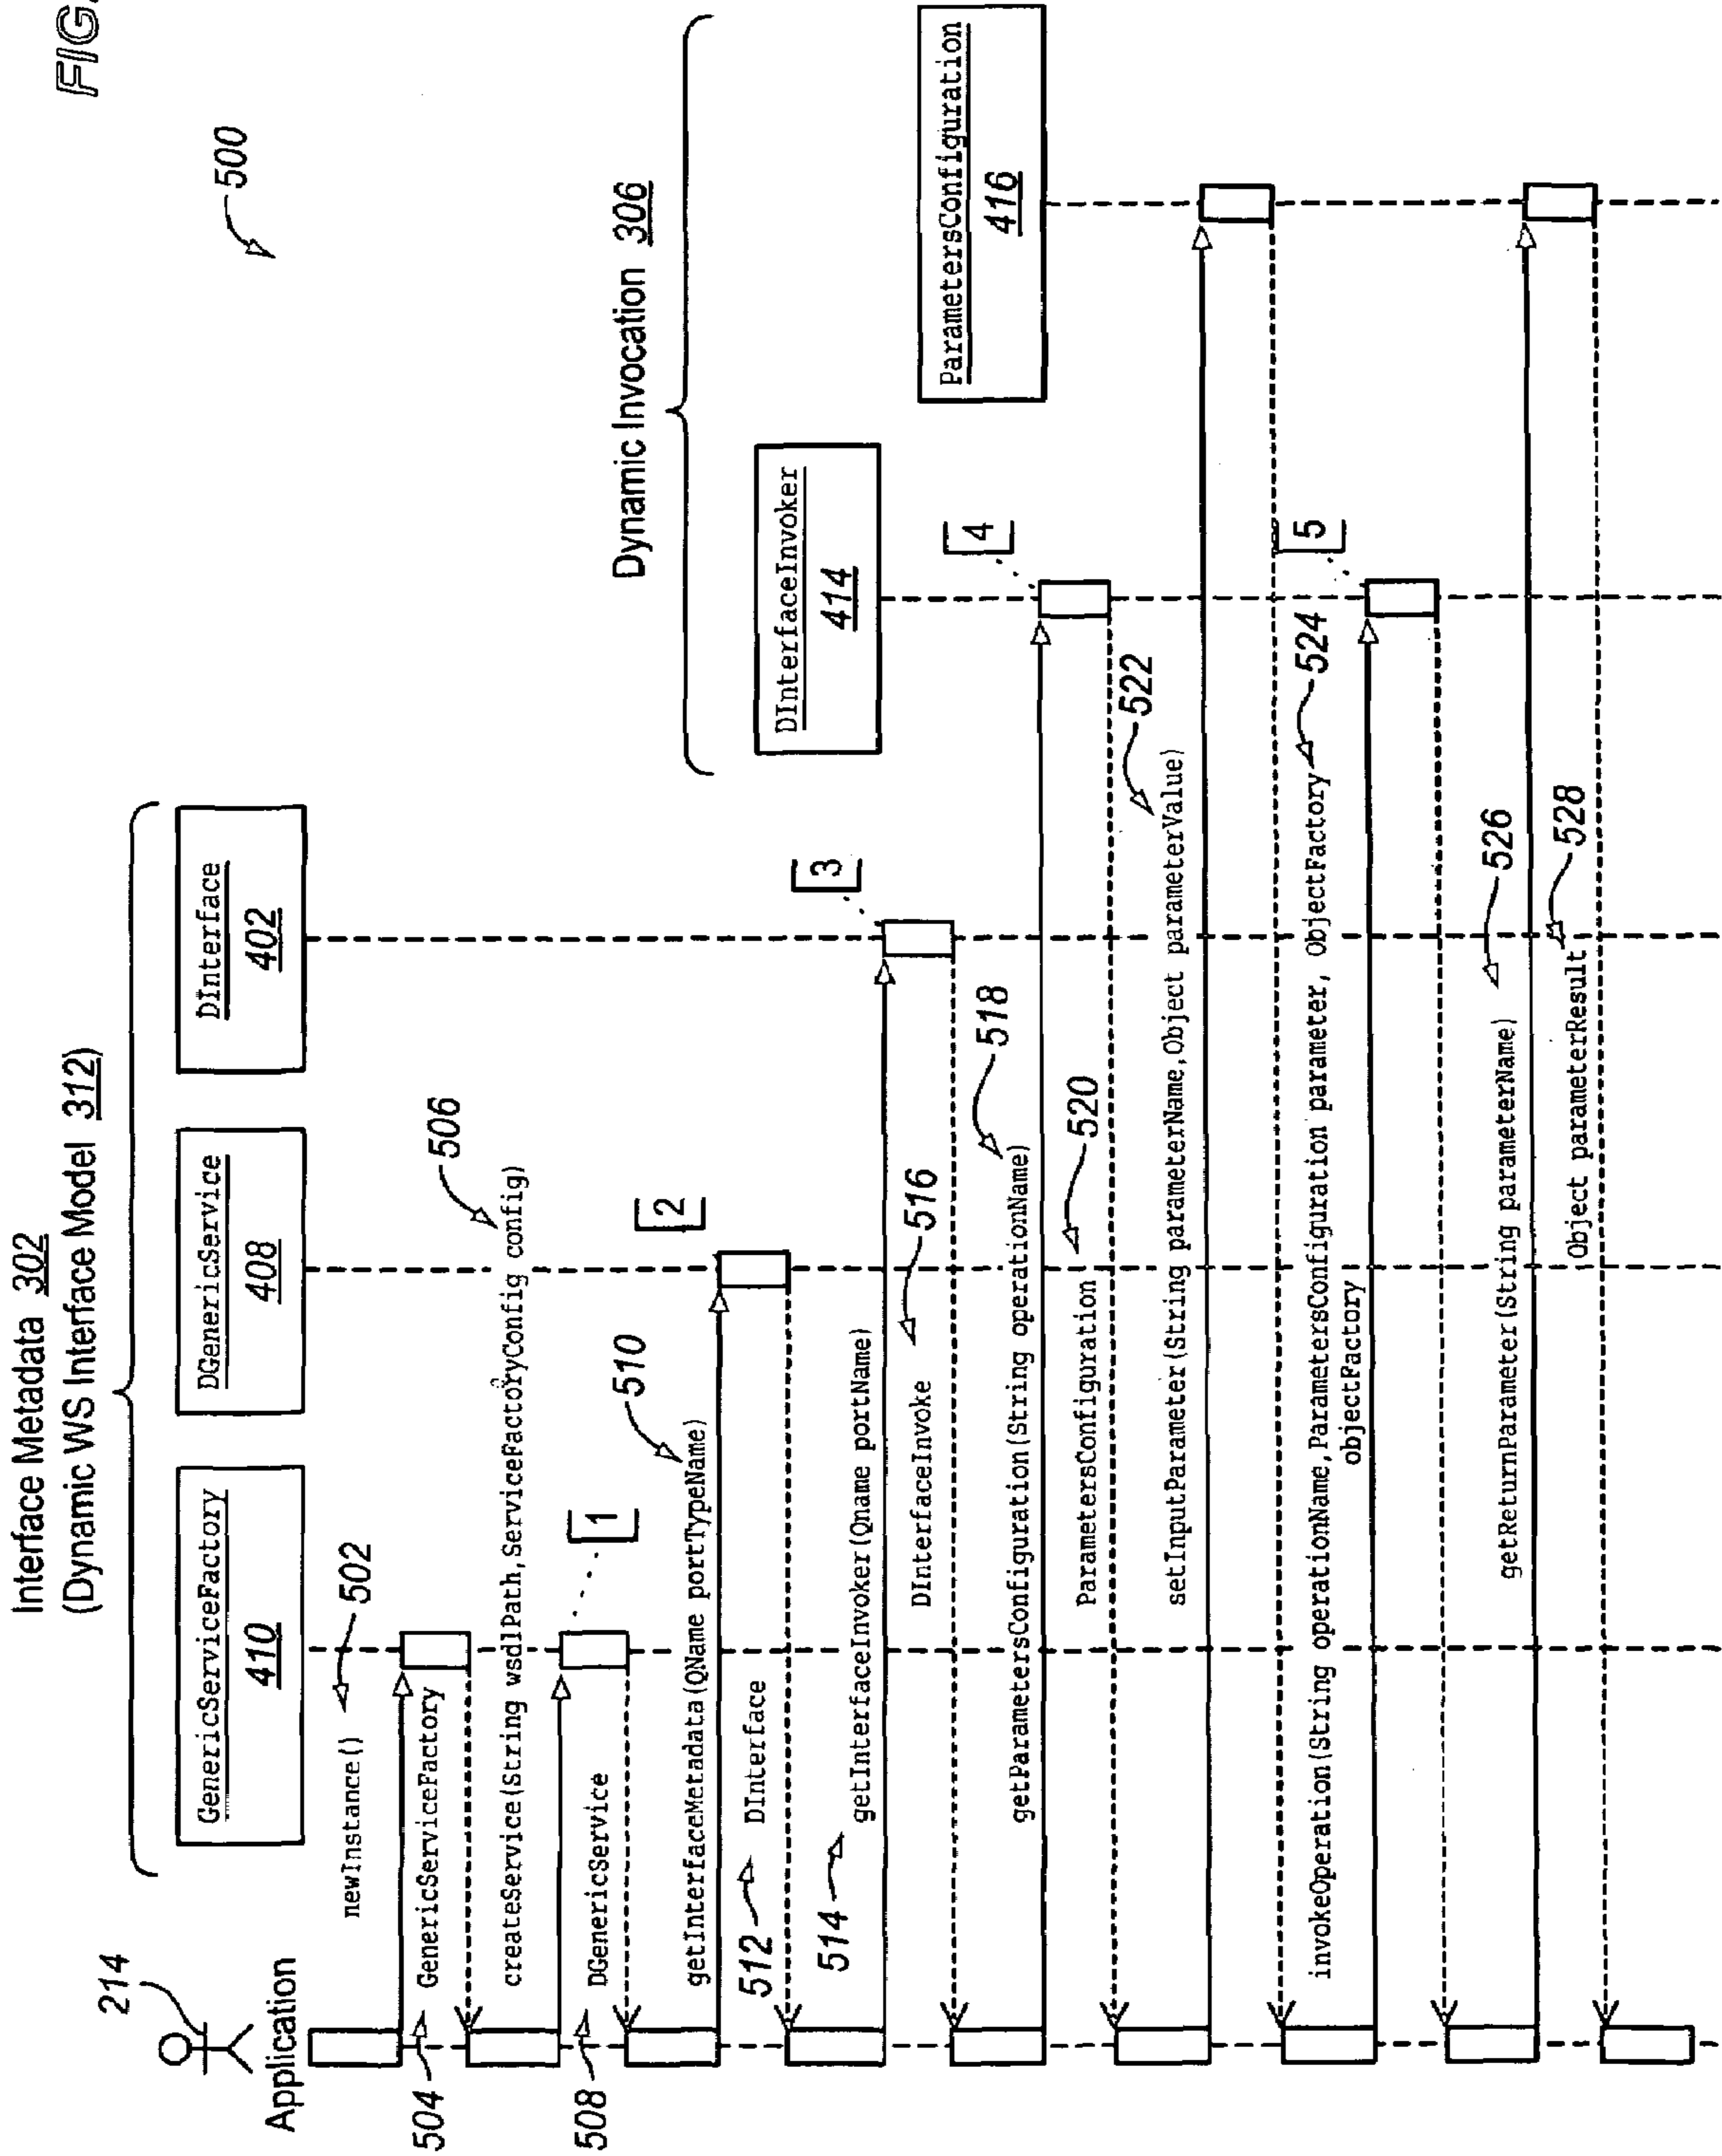 FIG.
500
Interface Metadata 302
(Dynamic WS Interface Model 312)
Dynamic Invocation 306
214
Application
GenericServiceFactory
410
DGenericService
408
DInterface
402
DInterfaceInvoker
414
ParametersConfiguration
416
newInstance()
502
504
GenericServiceFactory
createService(String wsdlPath,ServiceFactoryConfig config)
506
508
DGenericService
1
getInterfaceMetadata(QName portTypeName)
510
2
512
DInterface
514
getInterfaceInvoker(Qname portName)
3
DInterfaceInvoke
516
getParametersConfiguration(String operationName)
518
4
ParametersConfiguration
520
setInputParameter(String parameterName,Object parameterValue)
522
invokeOperation(String operationName,ParametersConfiguration parameter, ObjectFactory
objectFactory
524
5
getReturnParameter(String parameterName)
526
Object parameterResult
528